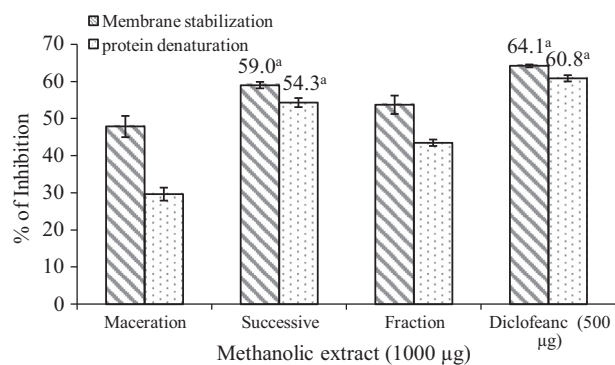 Membrane stabilization
protein denaturation
70
60
50
40
30
20
10
0
% of Inhibition
59.0ᵃ
54.3ᵃ
64.1ᵃ
60.8ᵃ
Maceration
Successive
Fraction
Diclofeanc (500
µg)
Methanolic extract (1000 µg)